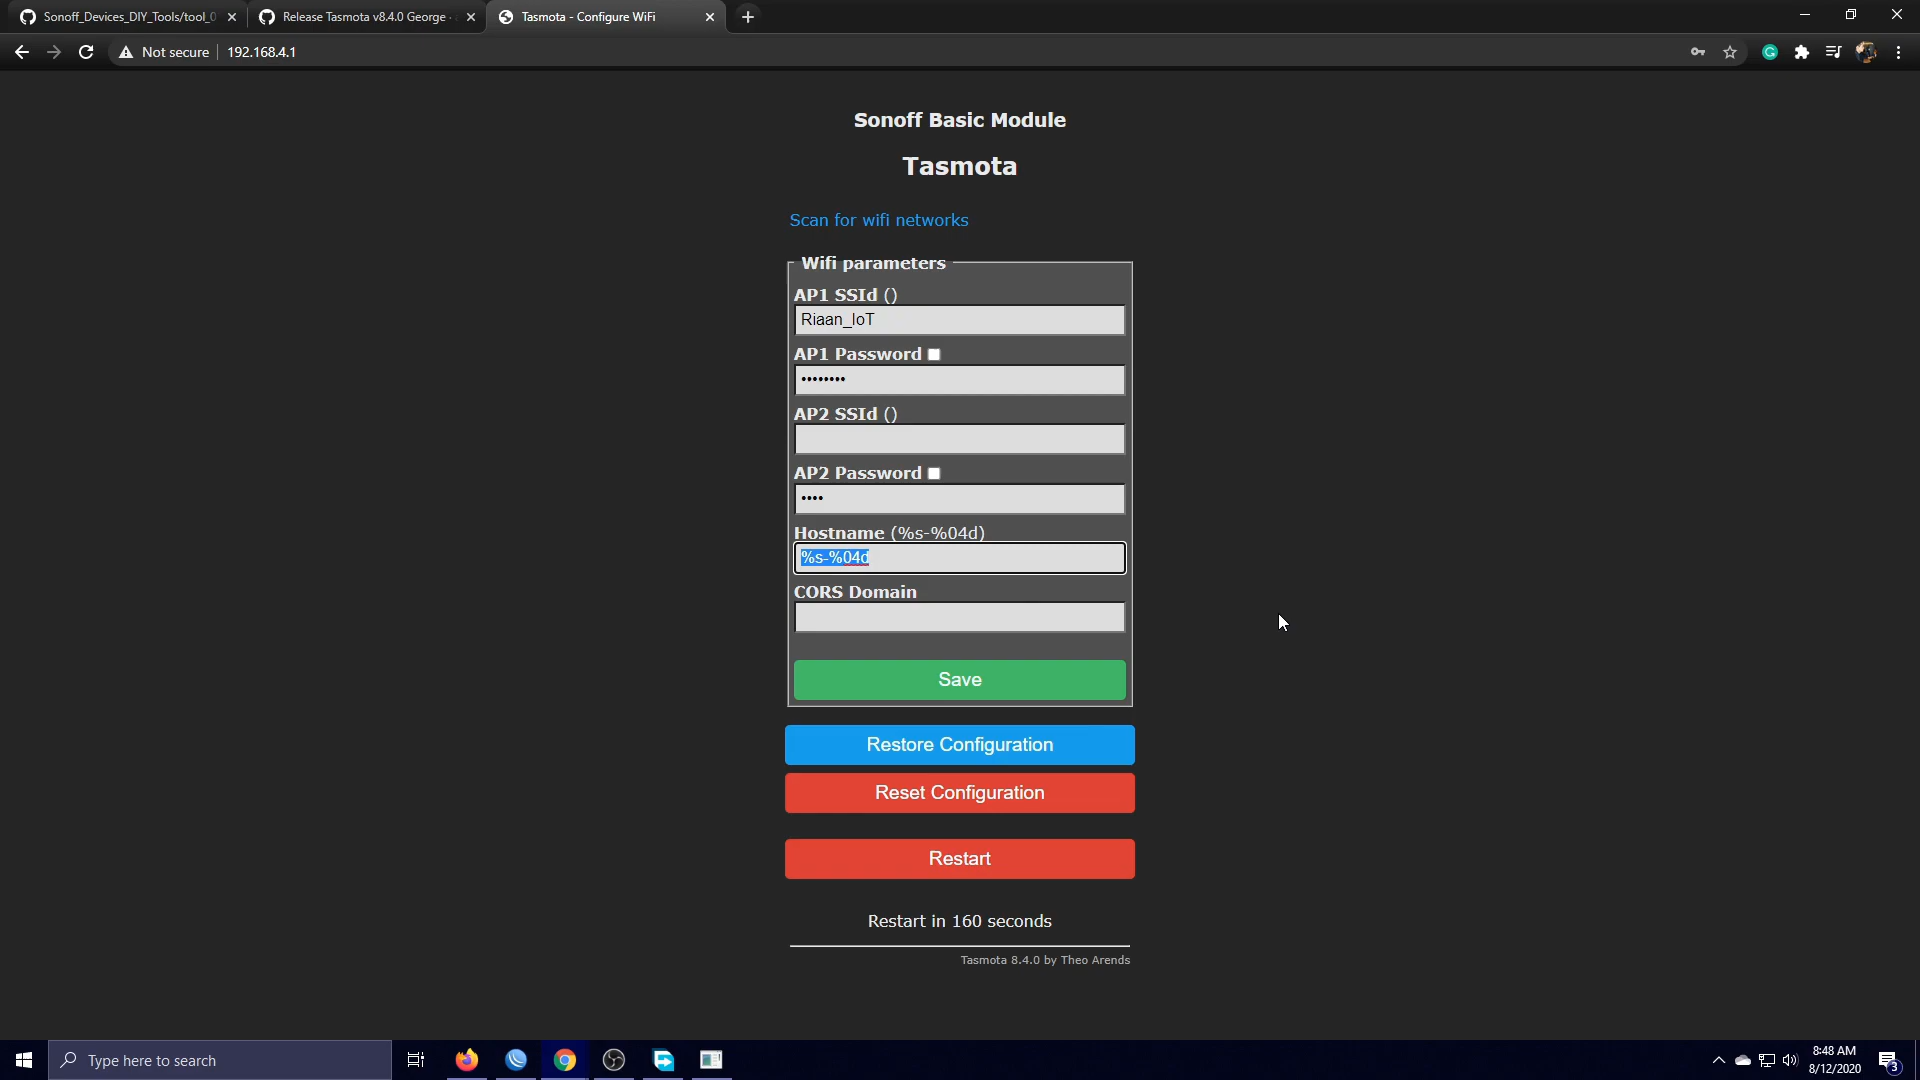 Sonoff_Devices_DIY_Tools/tool_0
Release Tasmota v8.4.0 George ·
Tasmota - Configure WiFi
Not secure
192.168.4.1
Sonoff Basic Module
Tasmota
Scan for wifi networks
Wifi parameters
AP1 SSId ()
Riaan_IoT
AP1 Password
••••••••
AP2 SSId ()
AP2 Password
••••
Hostname (%s-%04d)
%s-%04d
CORS Domain
Save
Restore Configuration
Reset Configuration
Restart
Restart in 160 seconds
Tasmota 8.4.0 by Theo Arends
Type here to search
8:48 AM
8/12/2020
3